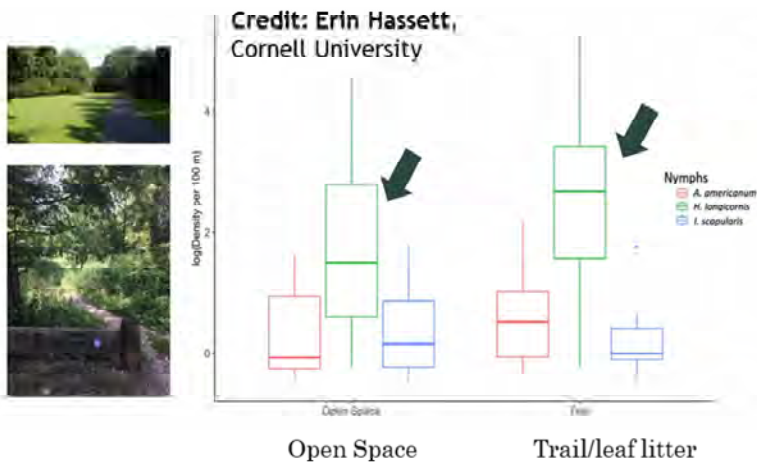 Credit: Erin Hassett,
Cornell University
log(Density per 100 m)
4
2
0
Nymphs
A. americanum
H. longicornis
I. scapularis
Open Space
Trail
Open Space
Trail/leaf litter